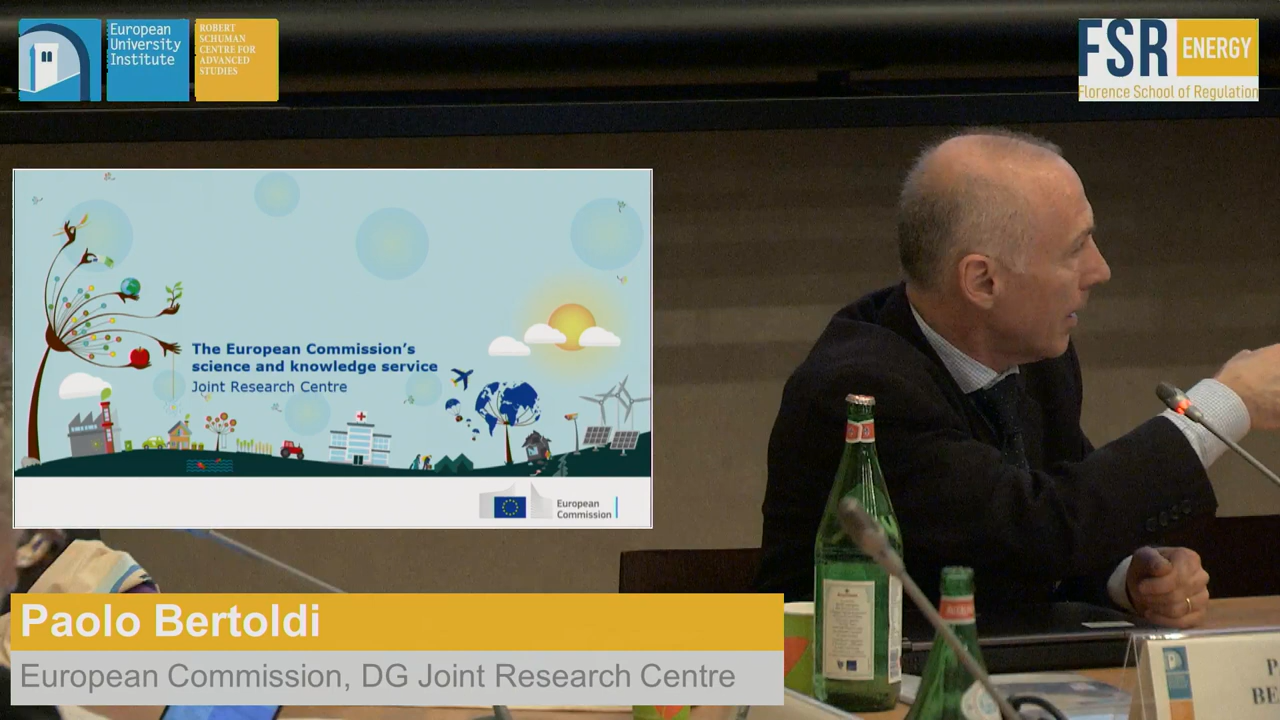 European
University
Institute
ROBERT
SCHUMAN
CENTRE FOR
ADVANCED
STUDIES
FSR ENERGY
Florence School of Regulation
The European Commission's
science and knowledge service
Joint Research Centre
European
Commission
Paolo Bertoldi
European Commission, DG Joint Research Centre
P
BE